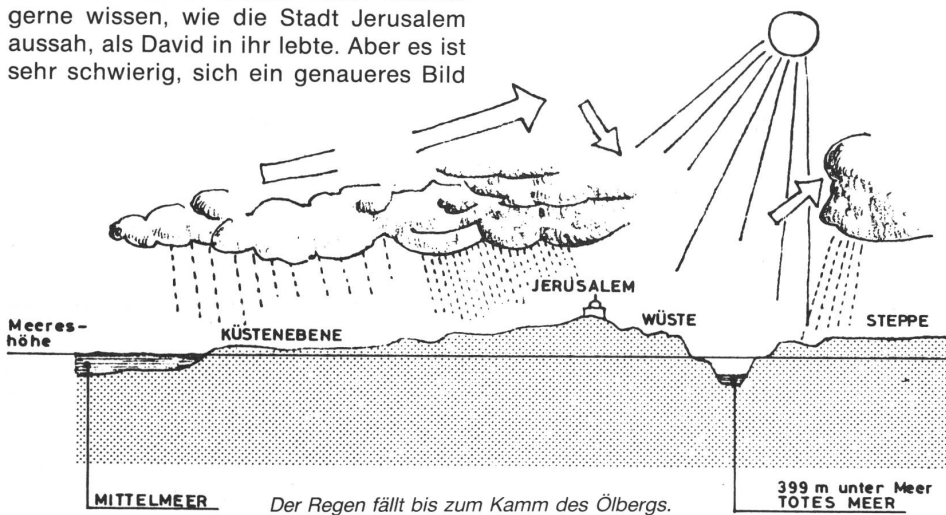 gerne wissen, wie die Stadt Jerusalem
aussah, als David in ihr lebte. Aber es ist
sehr schwierig, sich ein genaueres Bild
JERUSALEM
Meeres-
höhe
KÜSTENEBENE
WÜSTE
STEPPE
MITTELMEER
Der Regen fällt bis zum Kamm des Ölbergs.
399 m unter Meer
TOTES MEER